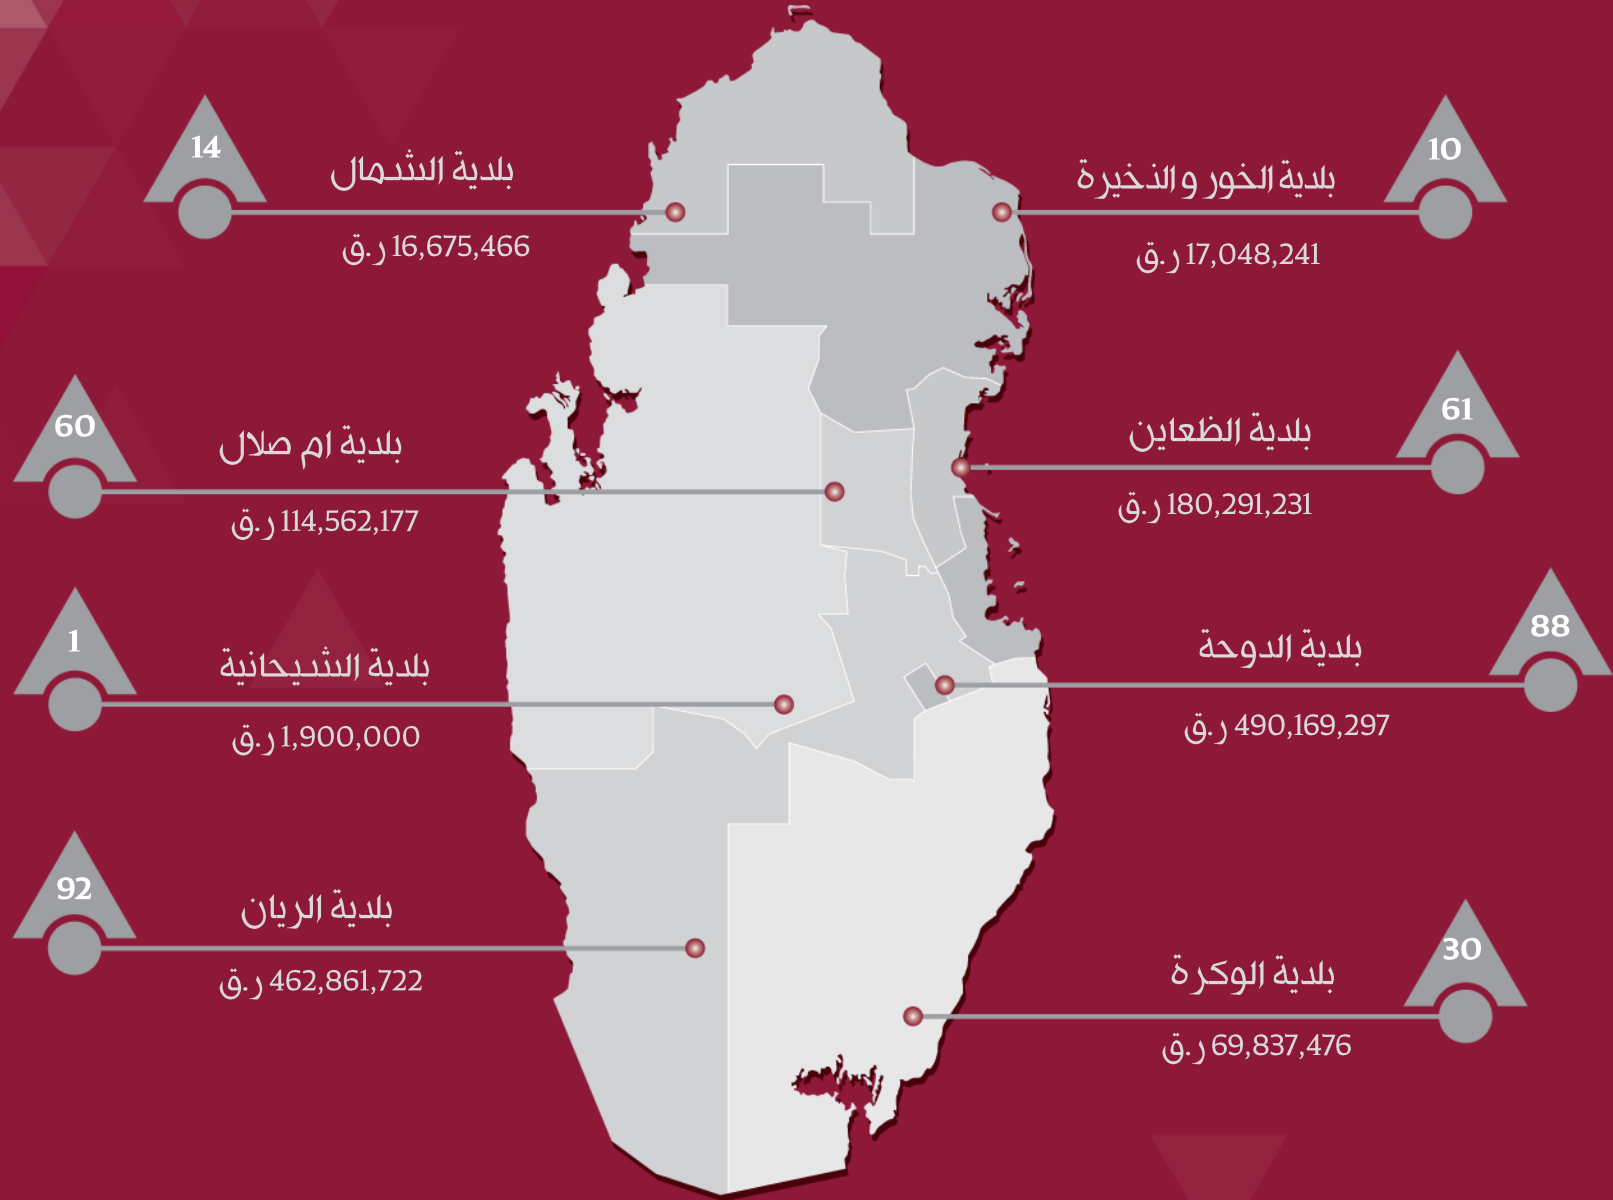 10
بلدية الخور والذخيرة
17,048,241 ر.ق
14
بلدية الشمال
16,675,466 ر.ق
61
بلدية الظعاين
180,291,231 ر.ق
60
بلدية ام صلال
114,562,177 ر.ق
88
بلدية الدوحة
490,169,297 ر.ق
1
بلدية الشيحانية
1,900,000 ر.ق
30
بلدية الوكرة
69,837,476 ر.ق
92
بلدية الريان
462,861,722 ر.ق